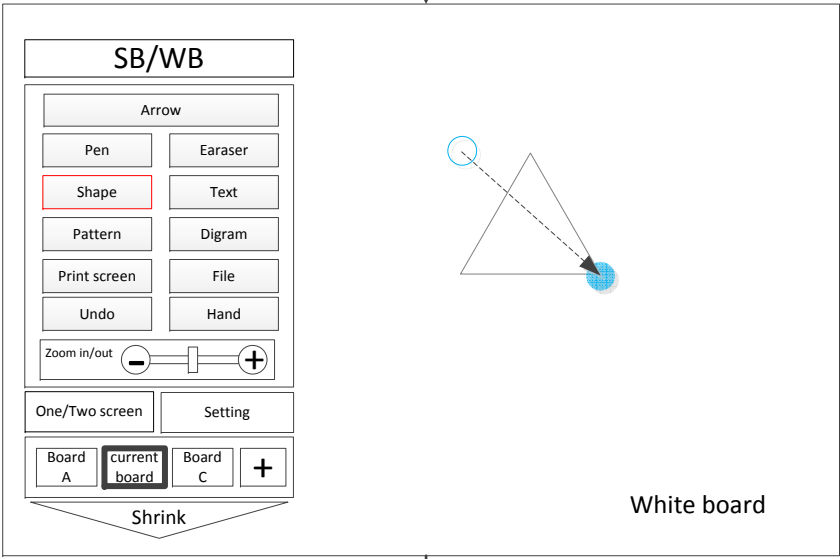 SB/WB
Arrow
Pen
Earaser
Shape
Text
Pattern
Digram
Print screen
File
Undo
Hand
Zoom in/out
One/Two screen
Setting
Board
A
current
board
Board
C
+
Shrink
White board